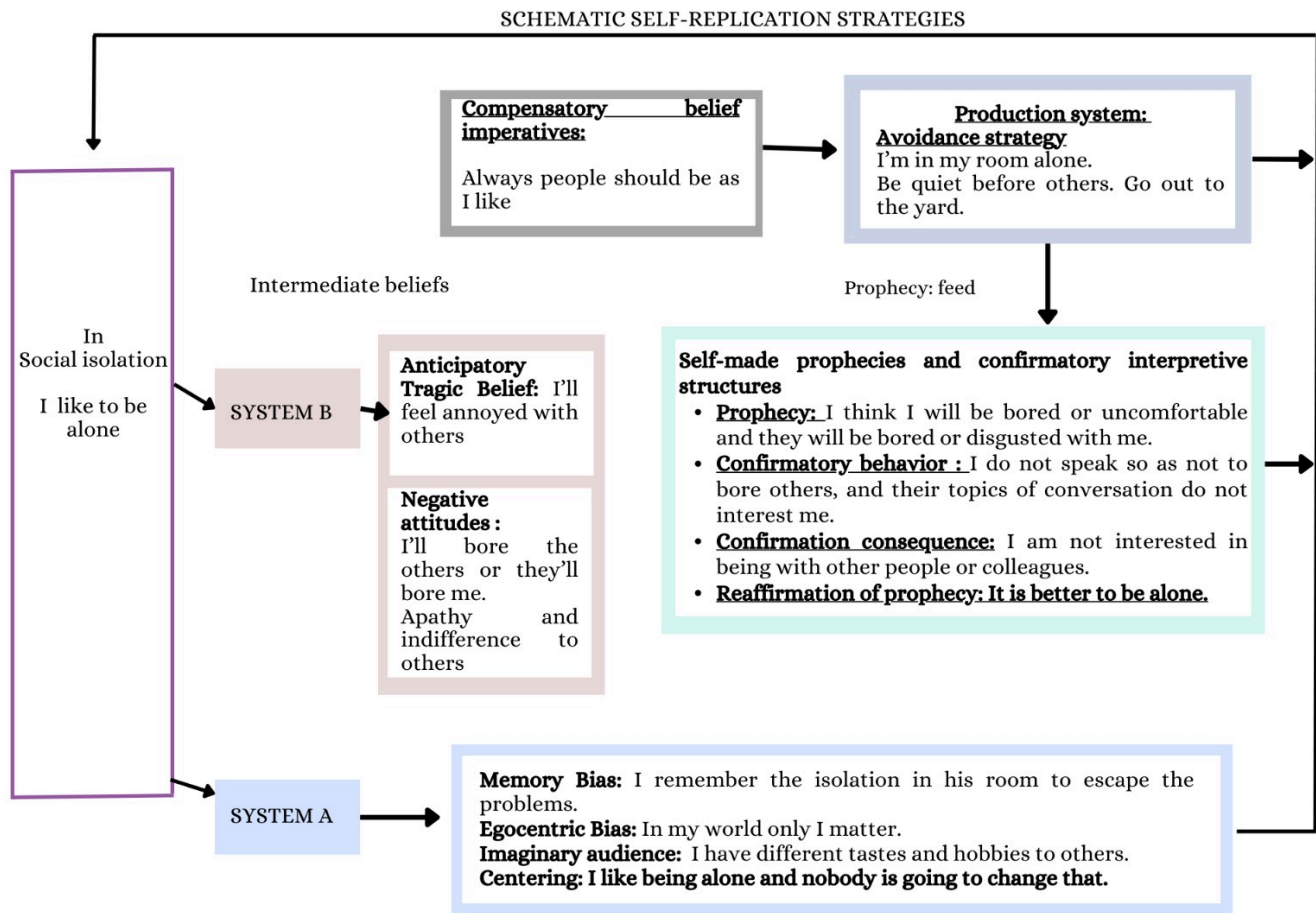 SCHEMATIC SELF-REPLICATION STRATEGIES
Compensatory belief
imperatives:
Always people should be as
I like
Production system:
Avoidance strategy
I'm in my room alone.
Be quiet before others. Go out to
the yard.
Intermediate beliefs
Prophecy: feed
In
Social isolation
I like to be
alone
SYSTEM B
Anticipatory
Tragic Belief: I'll
feel annoyed with
others
Negative
attitudes :
I'll bore the
others or they'll
bore me.
Apathy and
indifference to
others
Self-made prophecies and confirmatory interpretive
structures
• Prophecy: I think I will be bored or uncomfortable
and they will be bored or disgusted with me.
• Confirmatory behavior : I do not speak so as not to
bore others, and their topics of conversation do not
interest me.
• Confirmation consequence: I am not interested in
being with other people or colleagues.
• Reaffirmation of prophecy: It is better to be alone.
SYSTEM A
Memory Bias: I remember the isolation in his room to escape the
problems.
Egocentric Bias: In my world only I matter.
Imaginary audience: I have different tastes and hobbies to others.
Centering: I like being alone and nobody is going to change that.